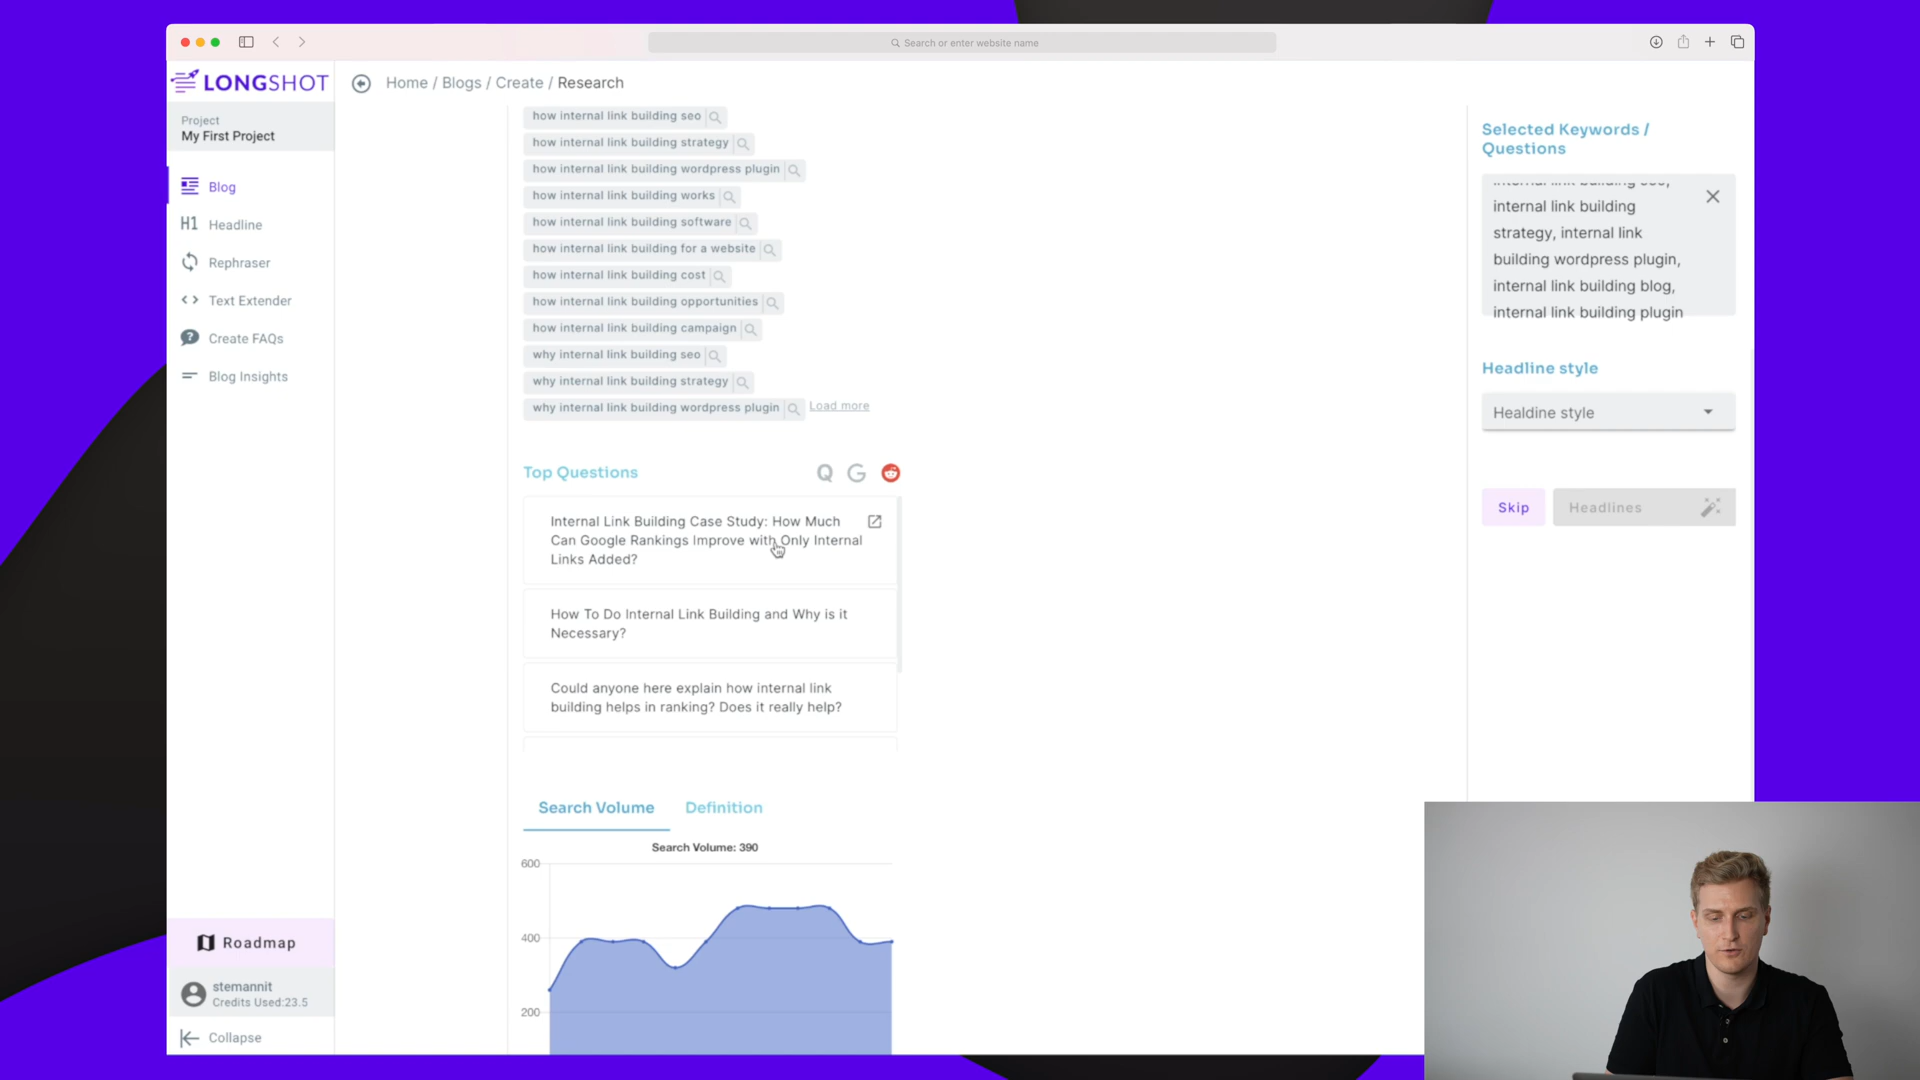 Search or enter website name
LONGSHOT
Home / Blogs / Create / Research
Project
My First Project
Blog
H1 Headline
Rephraser
Text Extender
Create FAQs
Blog Insights
Roadmap
stemannit
Credits Used:23.5
Collapse
how internal link building seo
how internal link building strategy
how internal link building wordpress plugin
how internal link building works
how internal link building software
how internal link building for a website
how internal link building cost
how internal link building opportunities
how internal link building campaign
why internal link building seo
why internal link building strategy
why internal link building wordpress plugin Load more
Top Questions
Q G
Internal Link Building Case Study: How Much
Can Google Rankings Improve with Only Internal
Links Added?
How To Do Internal Link Building and Why is it
Necessary?
Could anyone here explain how internal link
building helps in ranking? Does it really help?
Search Volume Definition
Search Volume: 390
600
400
200
Selected Keywords /
Questions
internal link building seo,
internal link building
strategy, internal link
building wordpress plugin,
internal link building blog,
internal link building plugin
Headline style
Healdine style
Skip Headlines